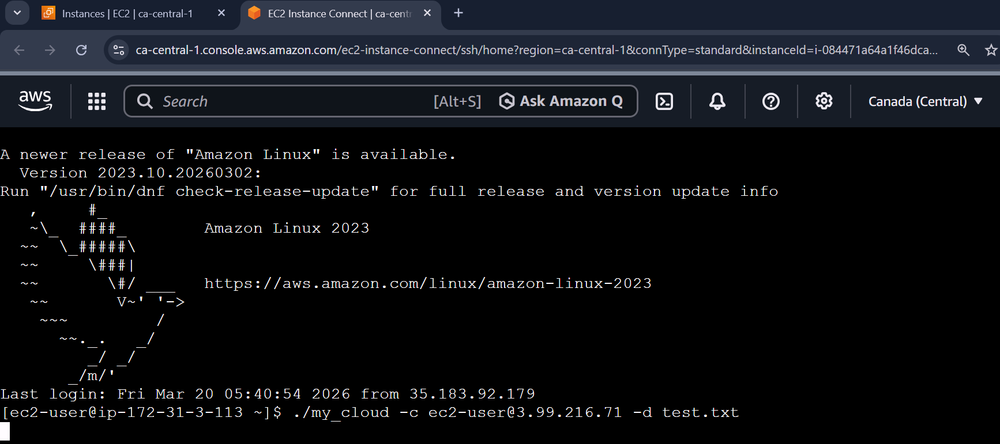 Instances | EC2 | ca-central-1
EC2 Instance Connect | ca-centr
ca-central-1.console.aws.amazon.com/ec2-instance-connect/ssh/home?region=ca-central-1&connType=standard&instanceId=i-084471a64a1f46dca...
aws
Search [Alt+S] Ask Amazon Q
Canada (Central)
A newer release of "Amazon Linux" is available.
  Version 2023.10.20260302:
Run "/usr/bin/dnf check-release-update" for full release and version update info
   ,     #_
   ~\_  ####_        Amazon Linux 2023
  ~~  \_#####\
  ~~     \###|
  ~~       \#/ ___   https://aws.amazon.com/linux/amazon-linux-2023
   ~~       V~' '->
    ~~~         /
      ~~._.   _/
         _/ _/
       _/m/'
Last login: Fri Mar 20 05:40:54 2026 from 35.183.92.179
[ec2-user@ip-172-31-3-113 ~]$ ./my_cloud -c ec2-user@3.99.216.71 -d test.txt